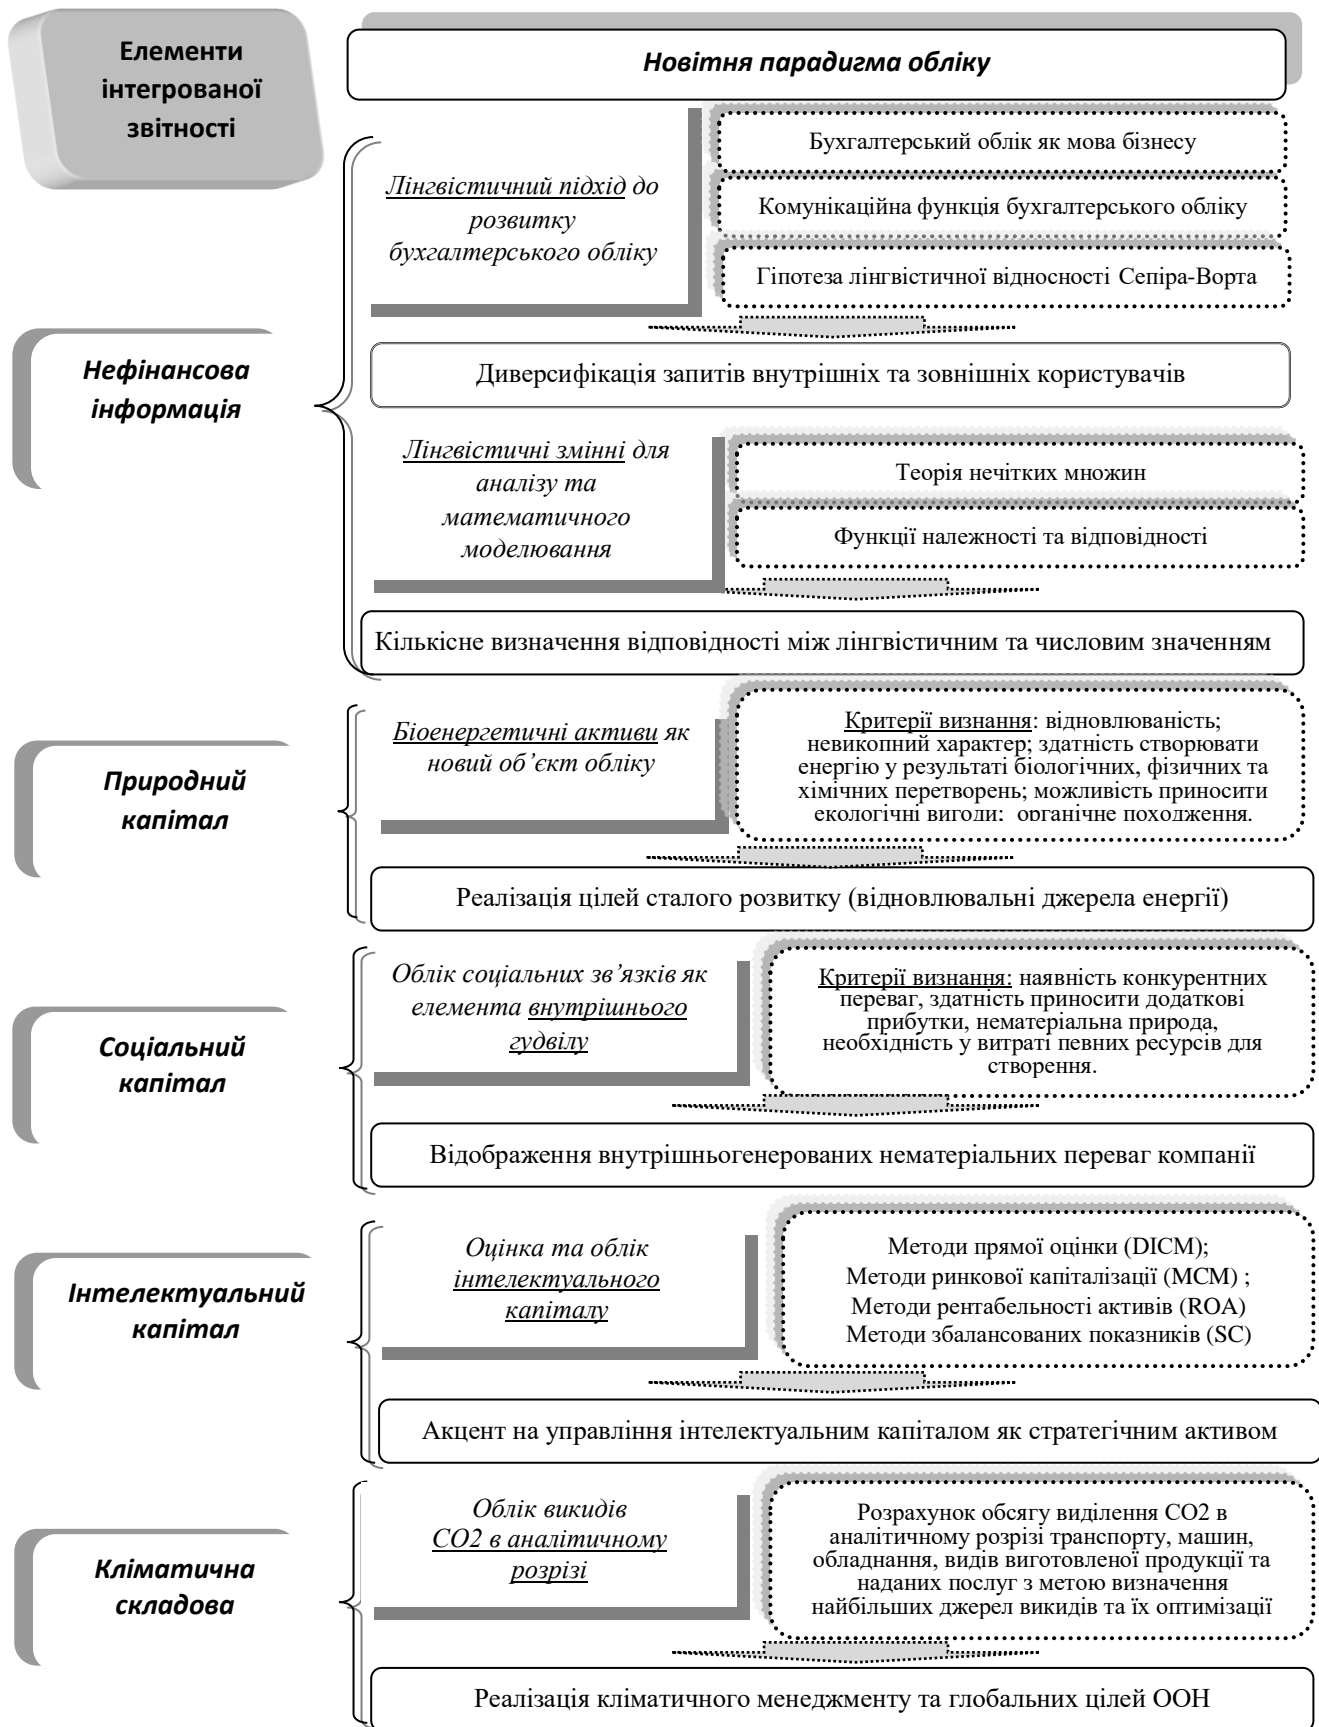 Елементи
інтегрованої
звітності
Новітня парадигма обліку
Нефінансова
інформація
Лінгвістичний підхід до
розвитку
бухгалтерського обліку
Бухгалтерський облік як мова бізнесу
Комунікаційна функція бухгалтерського обліку
Гіпотеза лінгвістичної відносності Сепіра-Ворта
Диверсифікація запитів внутрішніх та зовнішніх користувачів
Лінгвістичні змінні для
аналізу та
математичного
моделювання
Теорія нечітких множин
Функції належності та відповідності
Кількісне визначення відповідності між лінгвістичним та числовим значенням
Природний
капітал
Біоенергетичні активи як
новий об’єкт обліку
Критерії визнання: відновлюваність;
невикопний характер; здатність створювати
енергію у результаті біологічних, фізичних та
хімічних перетворень; можливість приносити
екологічні вигоди; органічне походження.
Реалізація цілей сталого розвитку (відновлювальні джерела енергії)
Соціальний
капітал
Облік соціальних зв’язків як
елемента внутрішнього
гудвілу
Критерії визнання: наявність конкурентних
переваг, здатність приносити додаткові
прибутки, нематеріальна природа,
необхідність у витраті певних ресурсів для
створення.
Відображення внутрішньогенерованих нематеріальних переваг компанії
Інтелектуальний
капітал
Оцінка та облік
інтелектуального
капіталу
Методи прямої оцінки (DICM);
Методи ринкової капіталізації (MCM) ;
Методи рентабельності активів (ROA)
Методи збалансованих показників (SC)
Акцент на управління інтелектуальним капіталом як стратегічним активом
Кліматична
складова
Облік викидів
СО2 в аналітичному
розрізі
Розрахунок обсягу виділення СО2 в
аналітичному розрізі транспорту, машин,
обладнання, видів виготовленої продукції та
наданих послуг з метою визначення
найбільших джерел викидів та їх оптимізації
Реалізація кліматичного менеджменту та глобальних цілей ООН